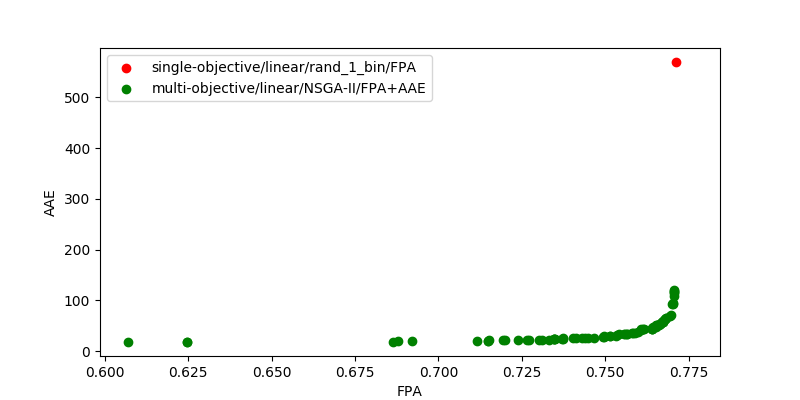 single-objective/linear/rand_1_bin/FPA
multi-objective/linear/NSGA-II/FPA+AAE
AAE
500
400
300
200
100
0
0.600 0.625 0.650 0.675 0.700 0.725 0.750 0.775
FPA